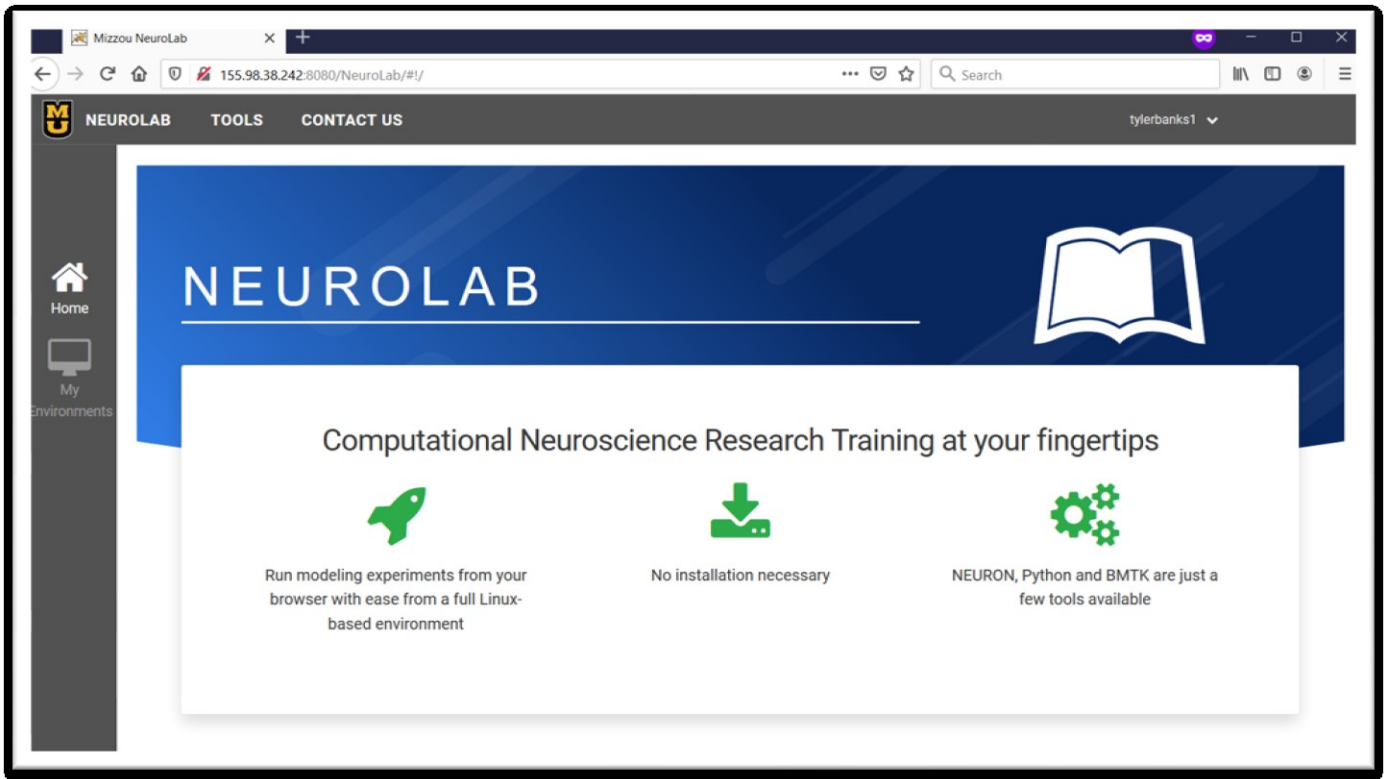 Mizzou NeuroLab
155.98.38.242:8080/NeuroLab/#!/
Search
MU
NEUROLAB TOOLS CONTACT US tylerbanks1
Home
My
Environments
NEUROLAB
Computational Neuroscience Research Training at your fingertips
Run modeling experiments from your
browser with ease from a full Linux-
based environment
No installation necessary
NEURON, Python and BMTK are just a
few tools available